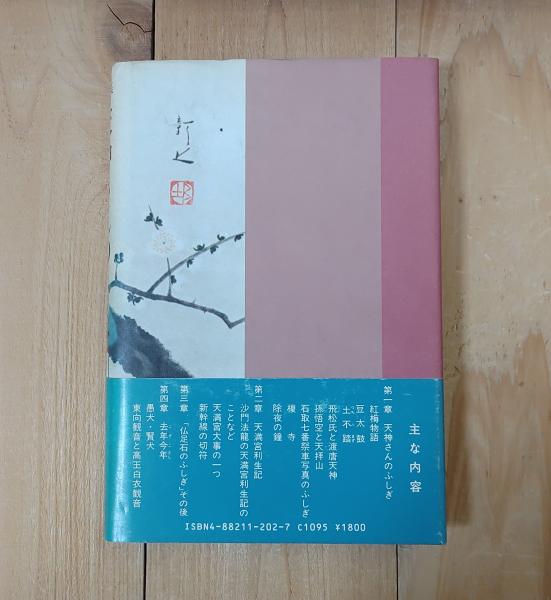 主な内容
第一章 天神さんのふしぎ
紅梅物語
豆太鼓
土不踏
飛松氏と渡唐天神
孫悟空と天拝山
石取七番祭車写真のふしぎ
榎寺
除夜の鐘
第二章 天満宮利生記
沙門法龍の天満宮利生記の
ことなど
天満宮大事の一つ
新幹線の切符
第三章 「仏足石のふしぎ」その後
第四章 去年今年
愚犬・賢犬
東向観音と高王白衣観音
ISBN4-88211-202-7 C1095 ¥1800